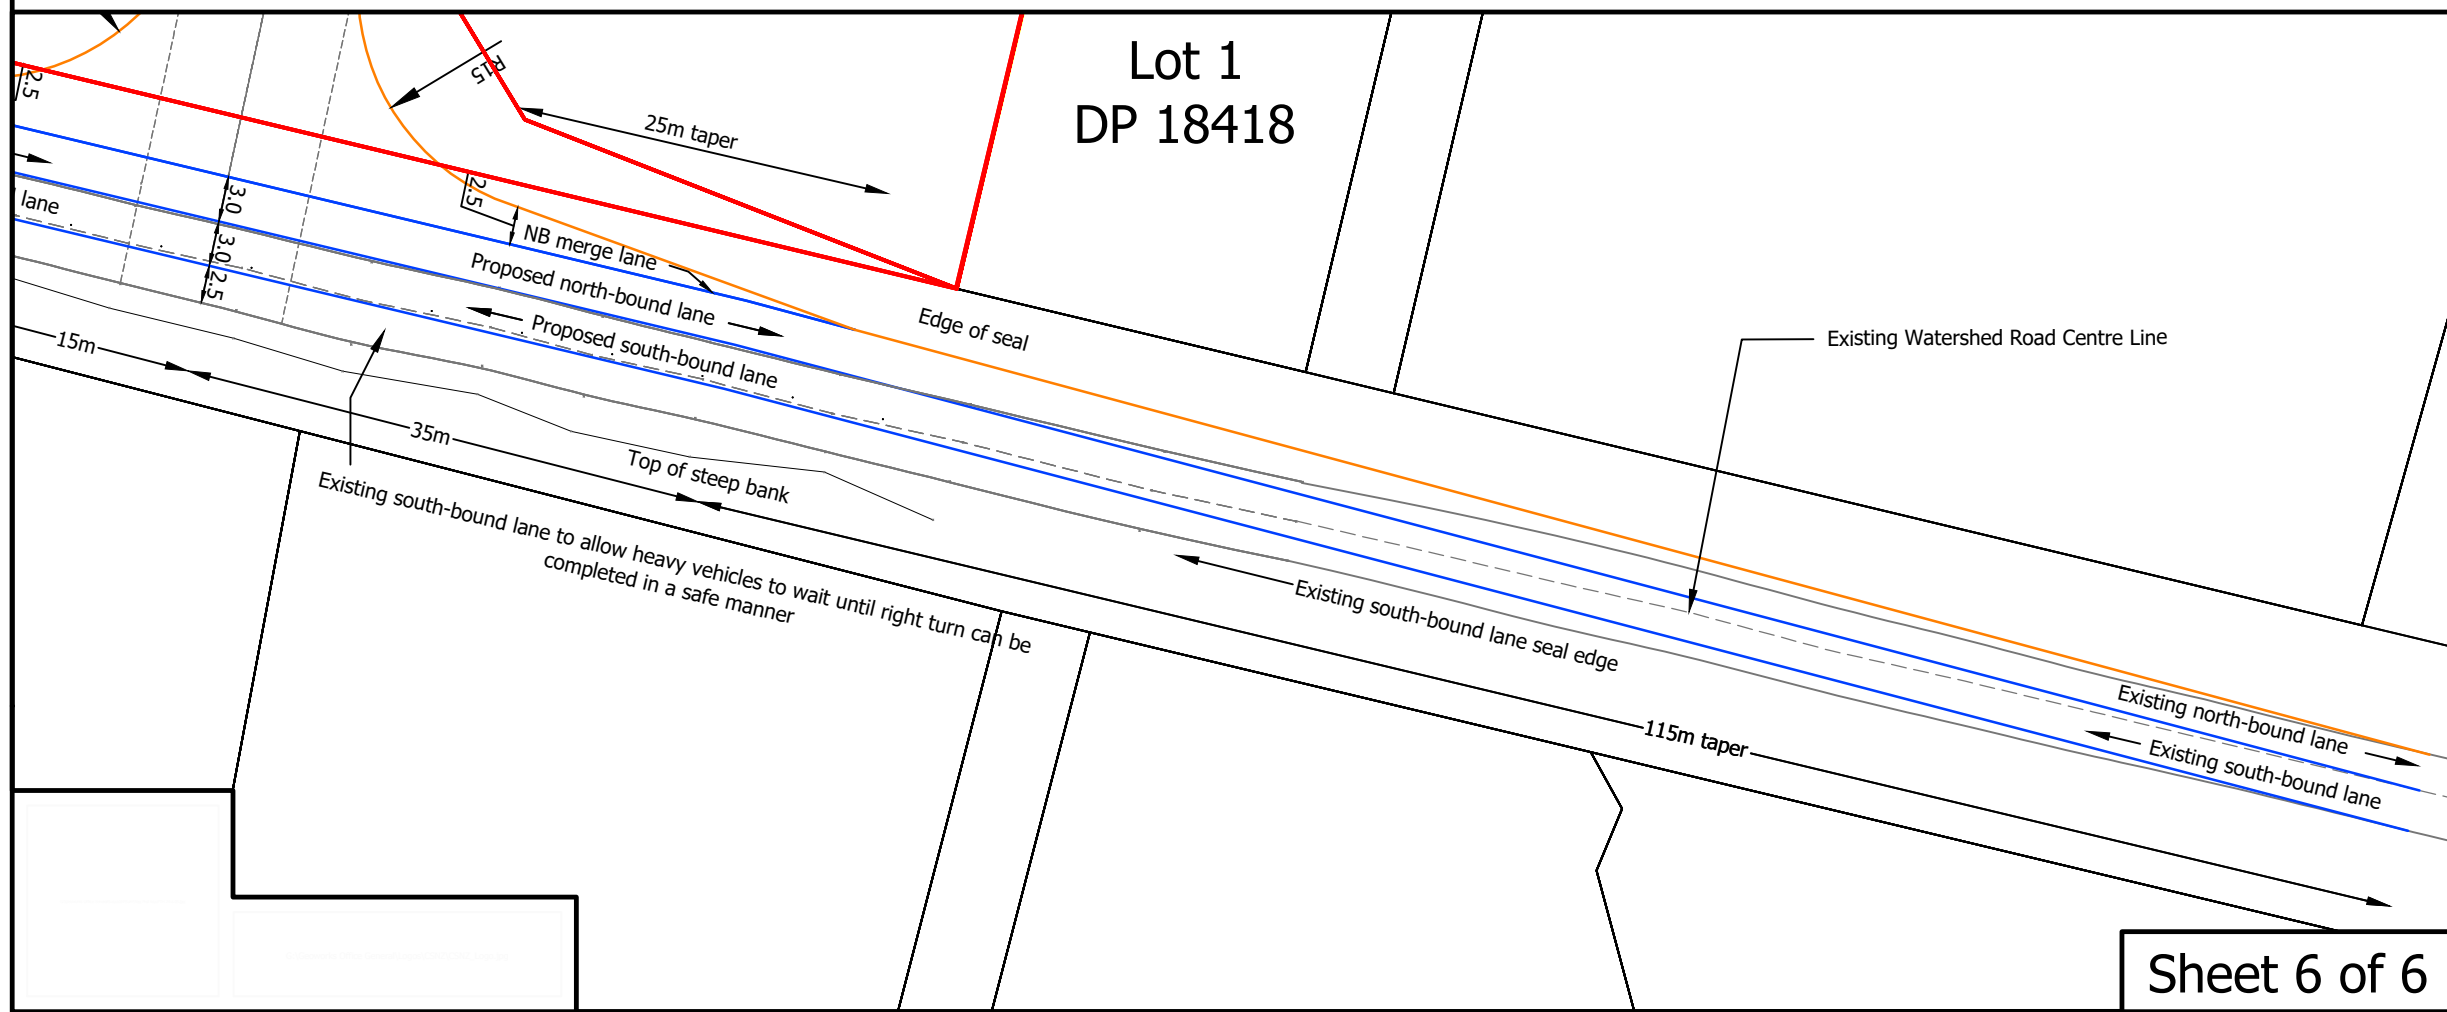 Lot 1
DP 18418
R15
2.5
25m taper
2.5
3.0
lane
NB merge lane
3.0
Proposed north-bound lane
2.5
Proposed south-bound lane
Edge of seal
Existing Watershed Road Centre Line
15m
35m
Top of steep bank
Existing south-bound lane to allow heavy vehicles to wait until right turn can be
completed in a safe manner
Existing south-bound lane seal edge
115m taper
Existing north-bound lane
Existing south-bound lane
Sheet 6 of 6